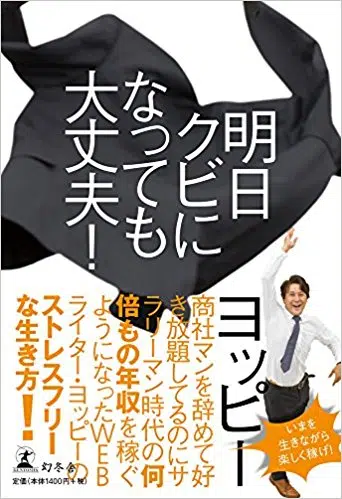 明日
クビに
なっても
大丈夫！
ヨッピー
商社マンを辞めて好
き放題してるのにサ
ラリーマン時代の何
倍もの年収を稼ぐ
ようになったWEB
ライター・ヨッピーの
ストレスフリー
な生き方！
いまを
生きながら
楽しく稼げ！
GENTOSHA
幻冬舎
定価（本体1400円+税）